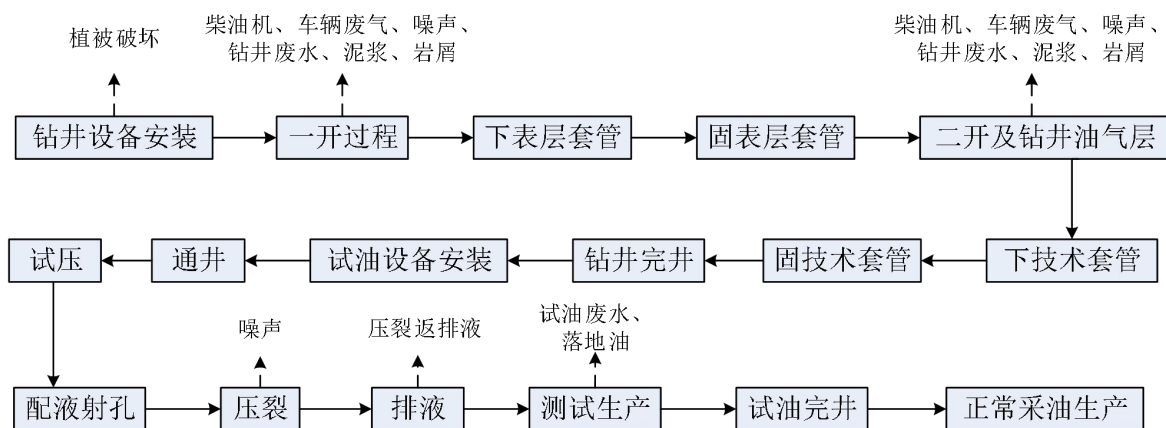 植被破坏
柴油机、车辆废气、噪声、
钻井废水、泥浆、岩屑
柴油机、车辆废气、噪声、
钻井废水、泥浆、岩屑
钻井设备安装
一开过程
下表层套管
固表层套管
二开及钻井油气层
试压
通井
试油设备安装
钻井完井
固技术套管
下技术套管
噪声
压裂返排液
试油废水、
落地油
配液射孔
压裂
排液
测试生产
试油完井
正常采油生产